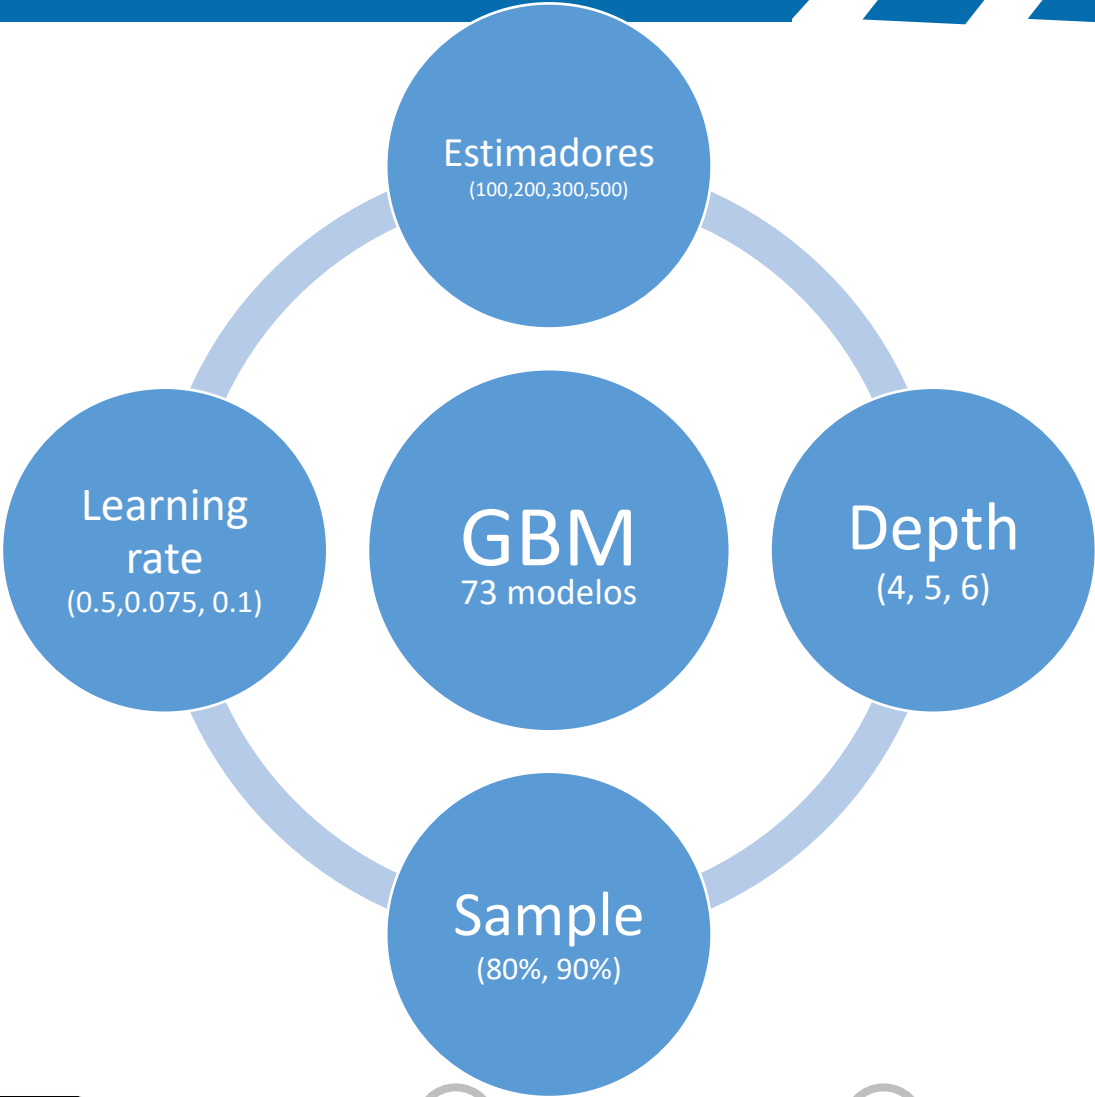 Estimadores
(100,200,300,500)
Learning
rate
(0.5,0.075, 0.1)
GBM
73 modelos
Depth
(4, 5, 6)
Sample
(80%, 90%)